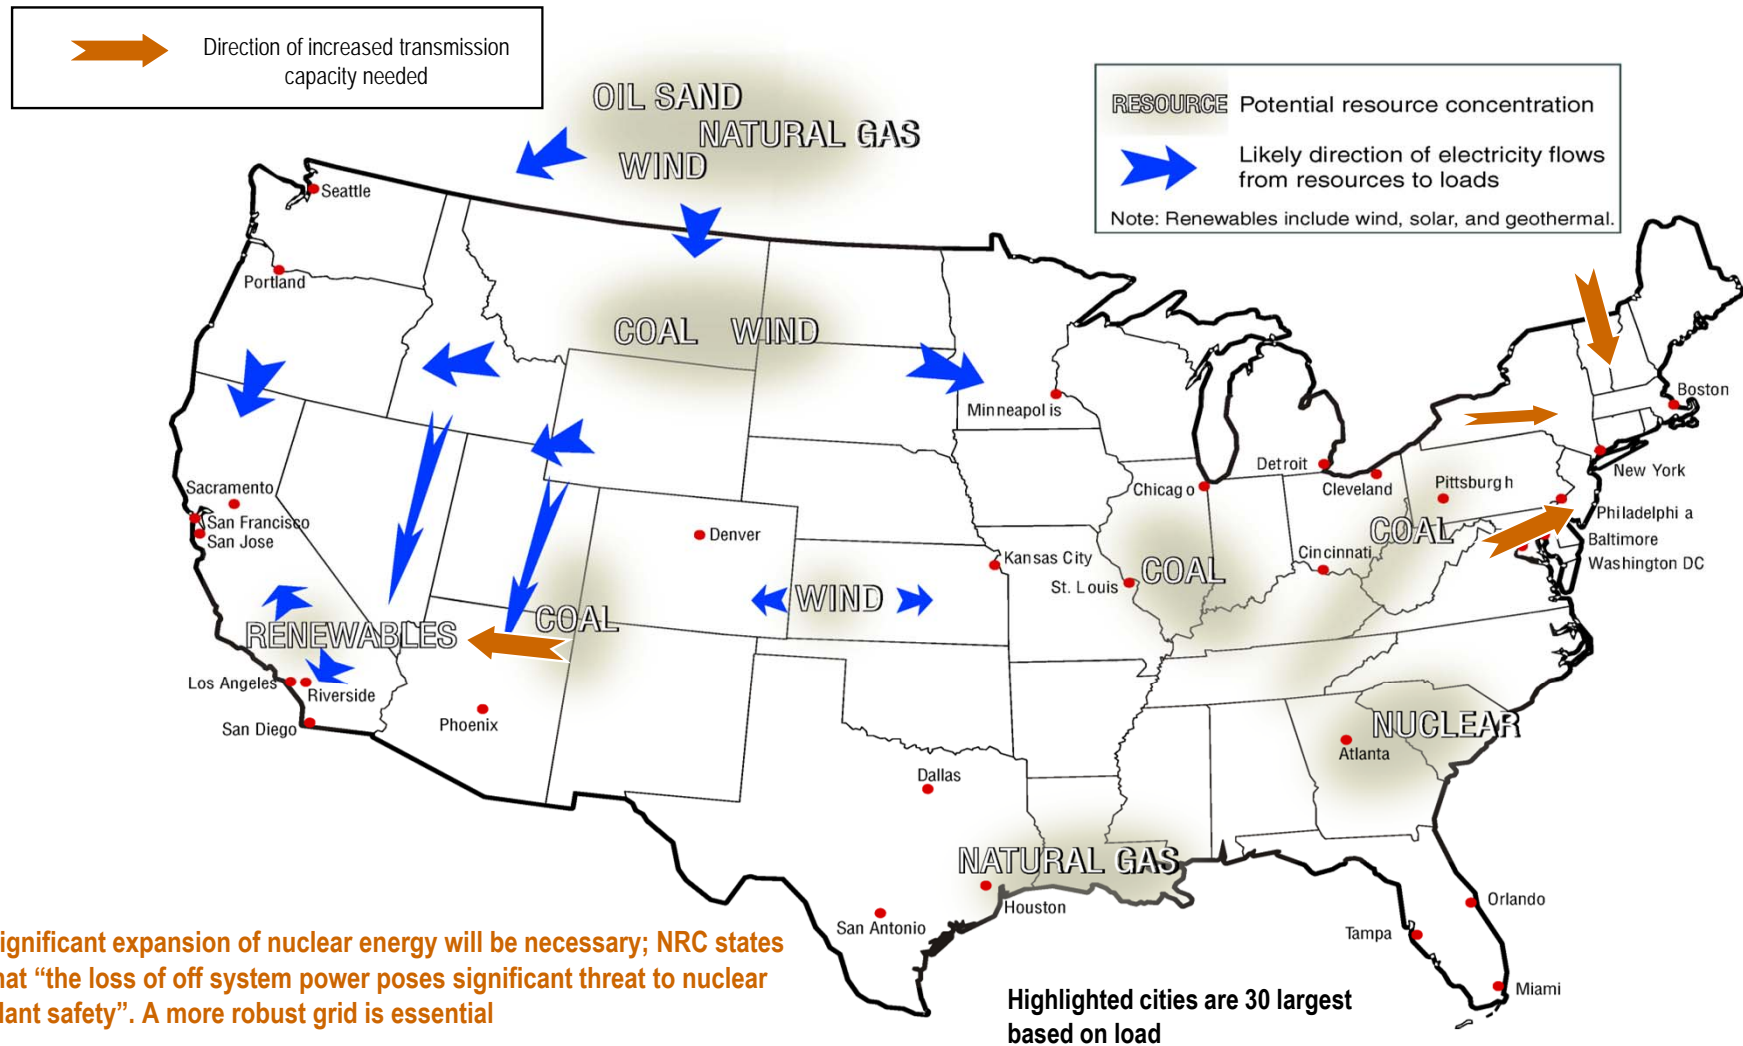 Direction of increased transmission
capacity needed
OIL SAND
NATURAL GAS
WIND
RESOURCE Potential resource concentration
Likely direction of electricity flows
from resources to loads
Note: Renewables include wind, solar, and geothermal.
Seattle
Portland
COAL WIND
Minneapol is
Boston
New York
Detroit
Cleveland
Pittsburg h
Chicag o
Sacramento
San Francisco
San Jose
Denver
Kansas City
St. Louis
COAL
Cin cinnati
COAL
Philadelphi a
Baltimore
Washington DC
WIND
COAL
RENEWABLES
Los Angeles
Riverside
San Diego
Phoenix
NUCLEAR
Atlanta
Dallas
NATURAL GAS
Houston
San Antonio
Orlando
Tampa
Miami
ignificant expansion of nuclear energy will be necessary; NRC states
hat “the loss of off system power poses significant threat to nuclear
lant safety”. A more robust grid is essential
Highlighted cities are 30 largest
based on load